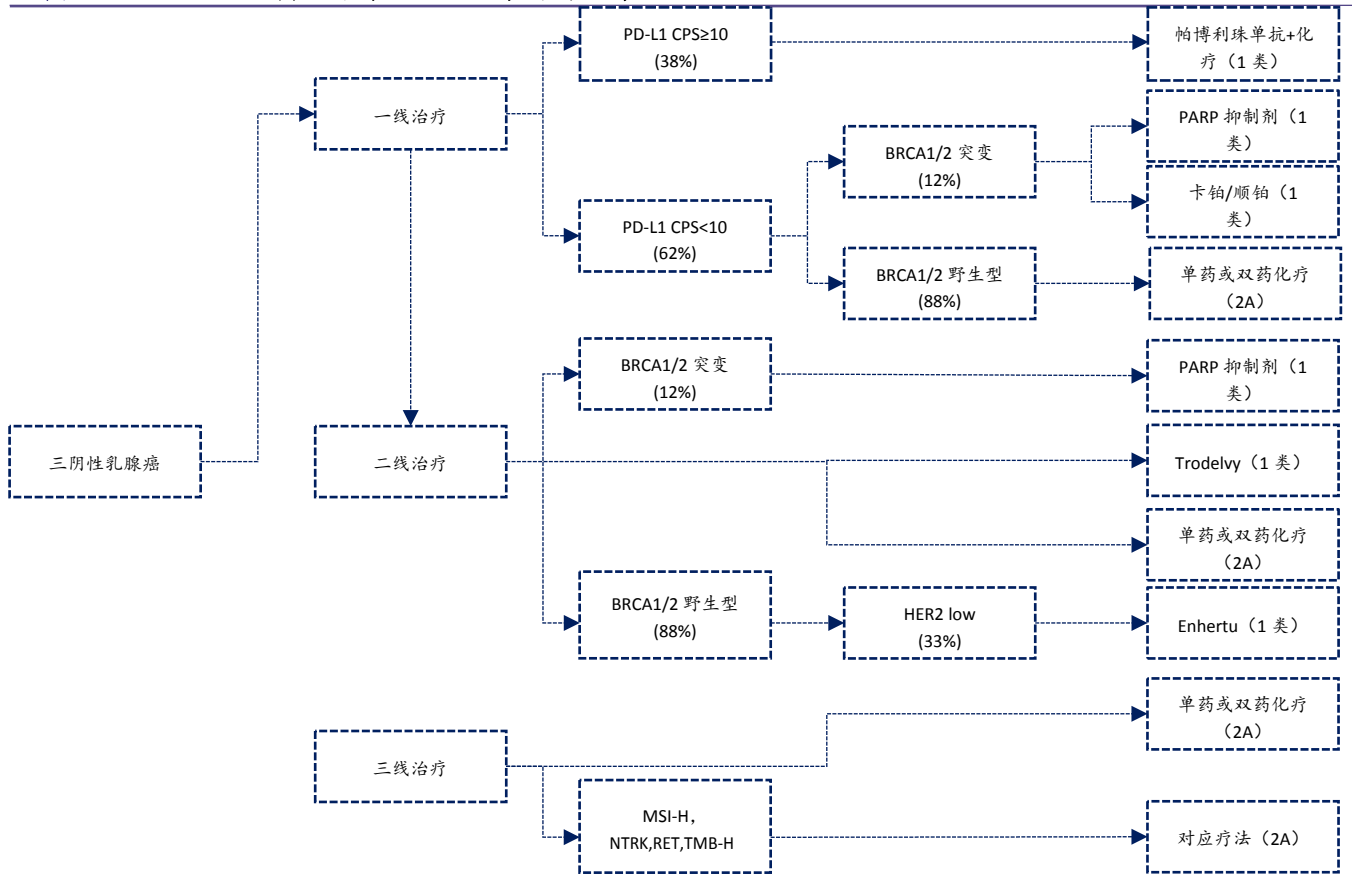 PD-L1 CPS≥10
(38%)
帕博利珠单抗+化
疗（1 类）
一线治疗
PARP 抑制剂（1
类）
BRCA1/2 突变
(12%)
卡铂/顺铂（1
类）
PD-L1 CPS<10
(62%)
BRCA1/2 野生型
(88%)
单药或双药化疗
（2A）
BRCA1/2 突变
(12%)
PARP 抑制剂（1
类）
三阴性乳腺癌
二线治疗
Trodelvy（1 类）
单药或双药化疗
（2A）
BRCA1/2 野生型
(88%)
HER2 low
(33%)
Enhertu（1 类）
单药或双药化疗
（2A）
三线治疗
MSI-H，
NTRK,RET,TMB-H
对应疗法（2A）